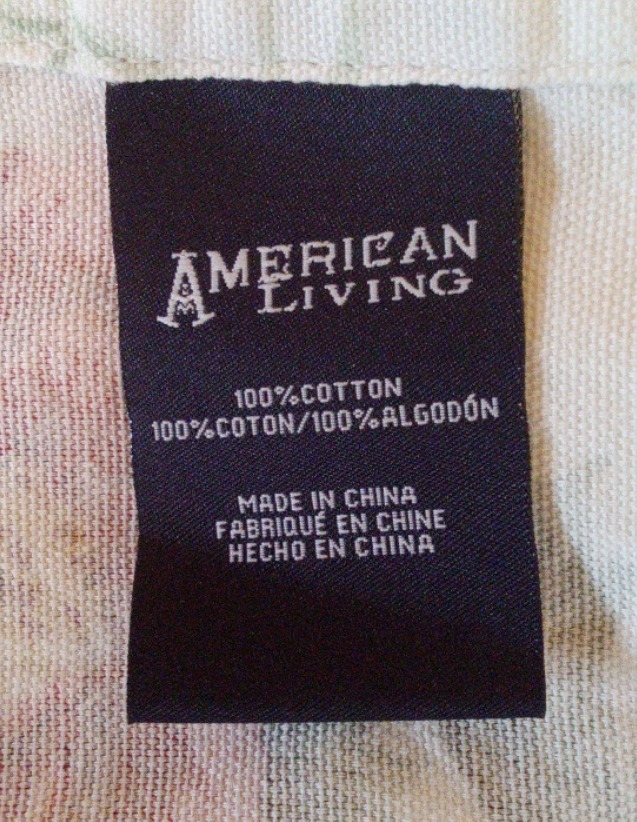 AMERICAN
LIVING
100%COTTON
100%COTON/100%ALGODÓN
MADE IN CHINA
FABRIQUÉ EN CHINE
HECHO EN CHINA